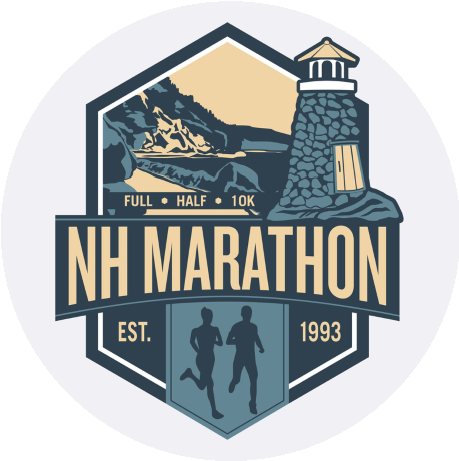 FULL • HALF • 10K
NH MARATHON
EST. 1993